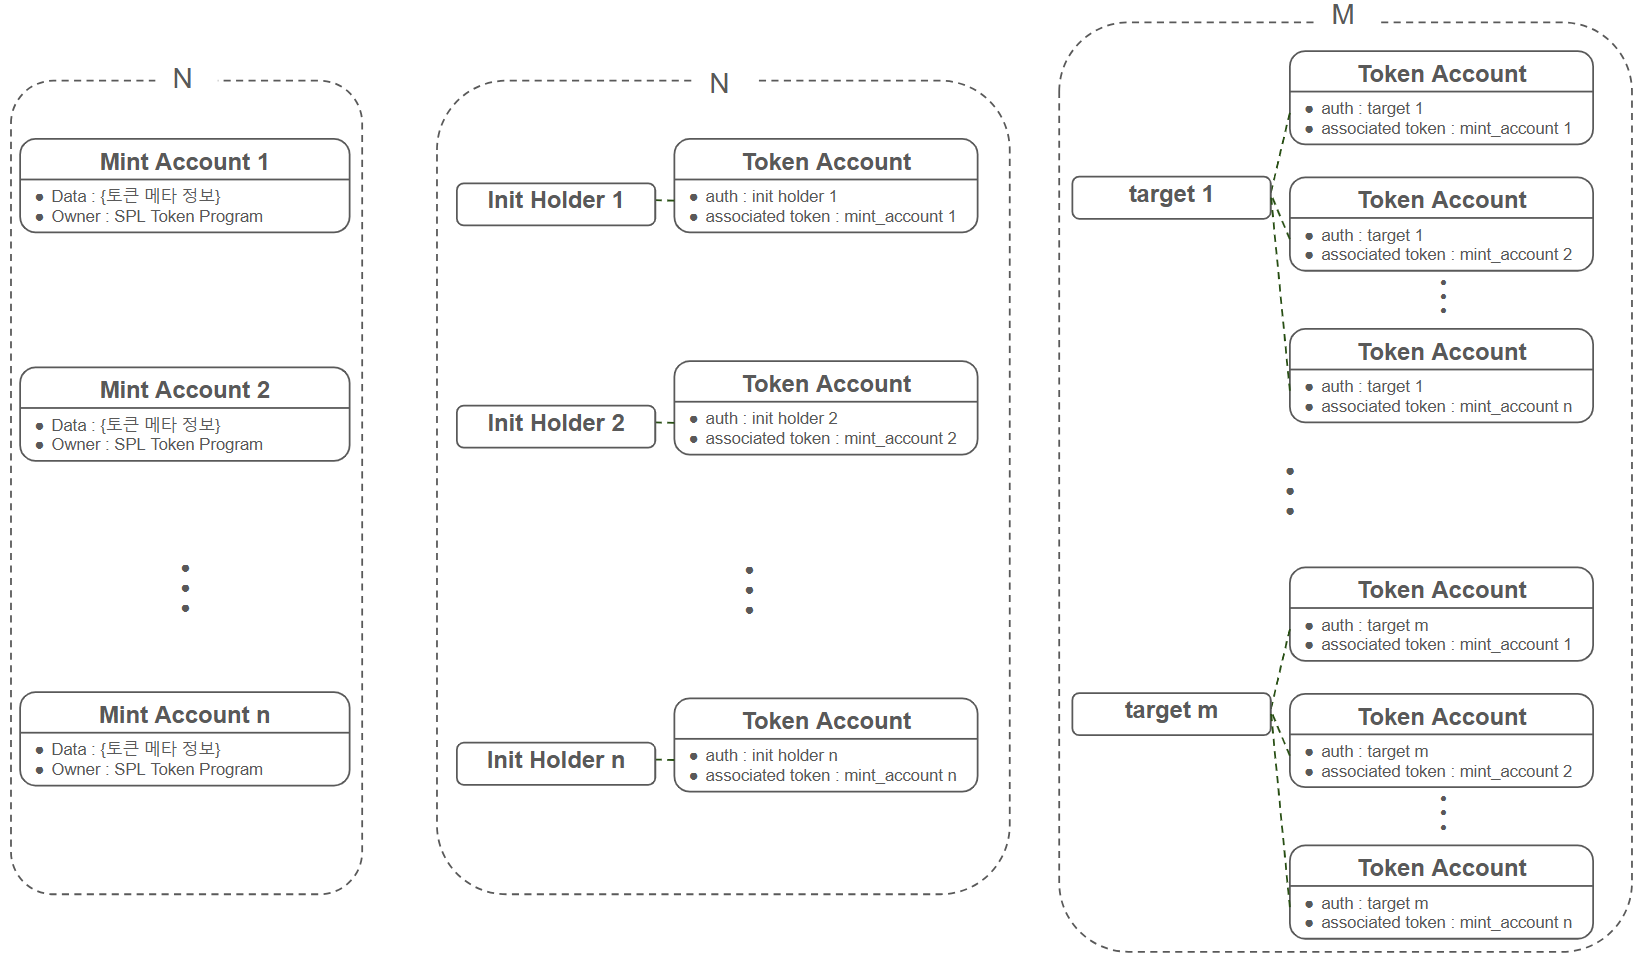 N
Mint Account 1
Data : {토큰 메타 정보}
Owner : SPL Token Program
Mint Account 2
Data : {토큰 메타 정보}
Owner : SPL Token Program
Mint Account n
Data : {토큰 메타 정보}
Owner : SPL Token Program
N
Init Holder 1
Token Account
auth : init holder 1
associated token : mint_account 1
Init Holder 2
Token Account
auth : init holder 2
associated token : mint_account 2
Init Holder n
Token Account
auth : init holder n
associated token : mint_account n
M
target 1
Token Account
auth : target 1
associated token : mint_account 1
Token Account
auth : target 1
associated token : mint_account 2
Token Account
auth : target 1
associated token : mint_account n
target m
Token Account
auth : target m
associated token : mint_account 1
Token Account
auth : target m
associated token : mint_account 2
Token Account
auth : target m
associated token : mint_account n